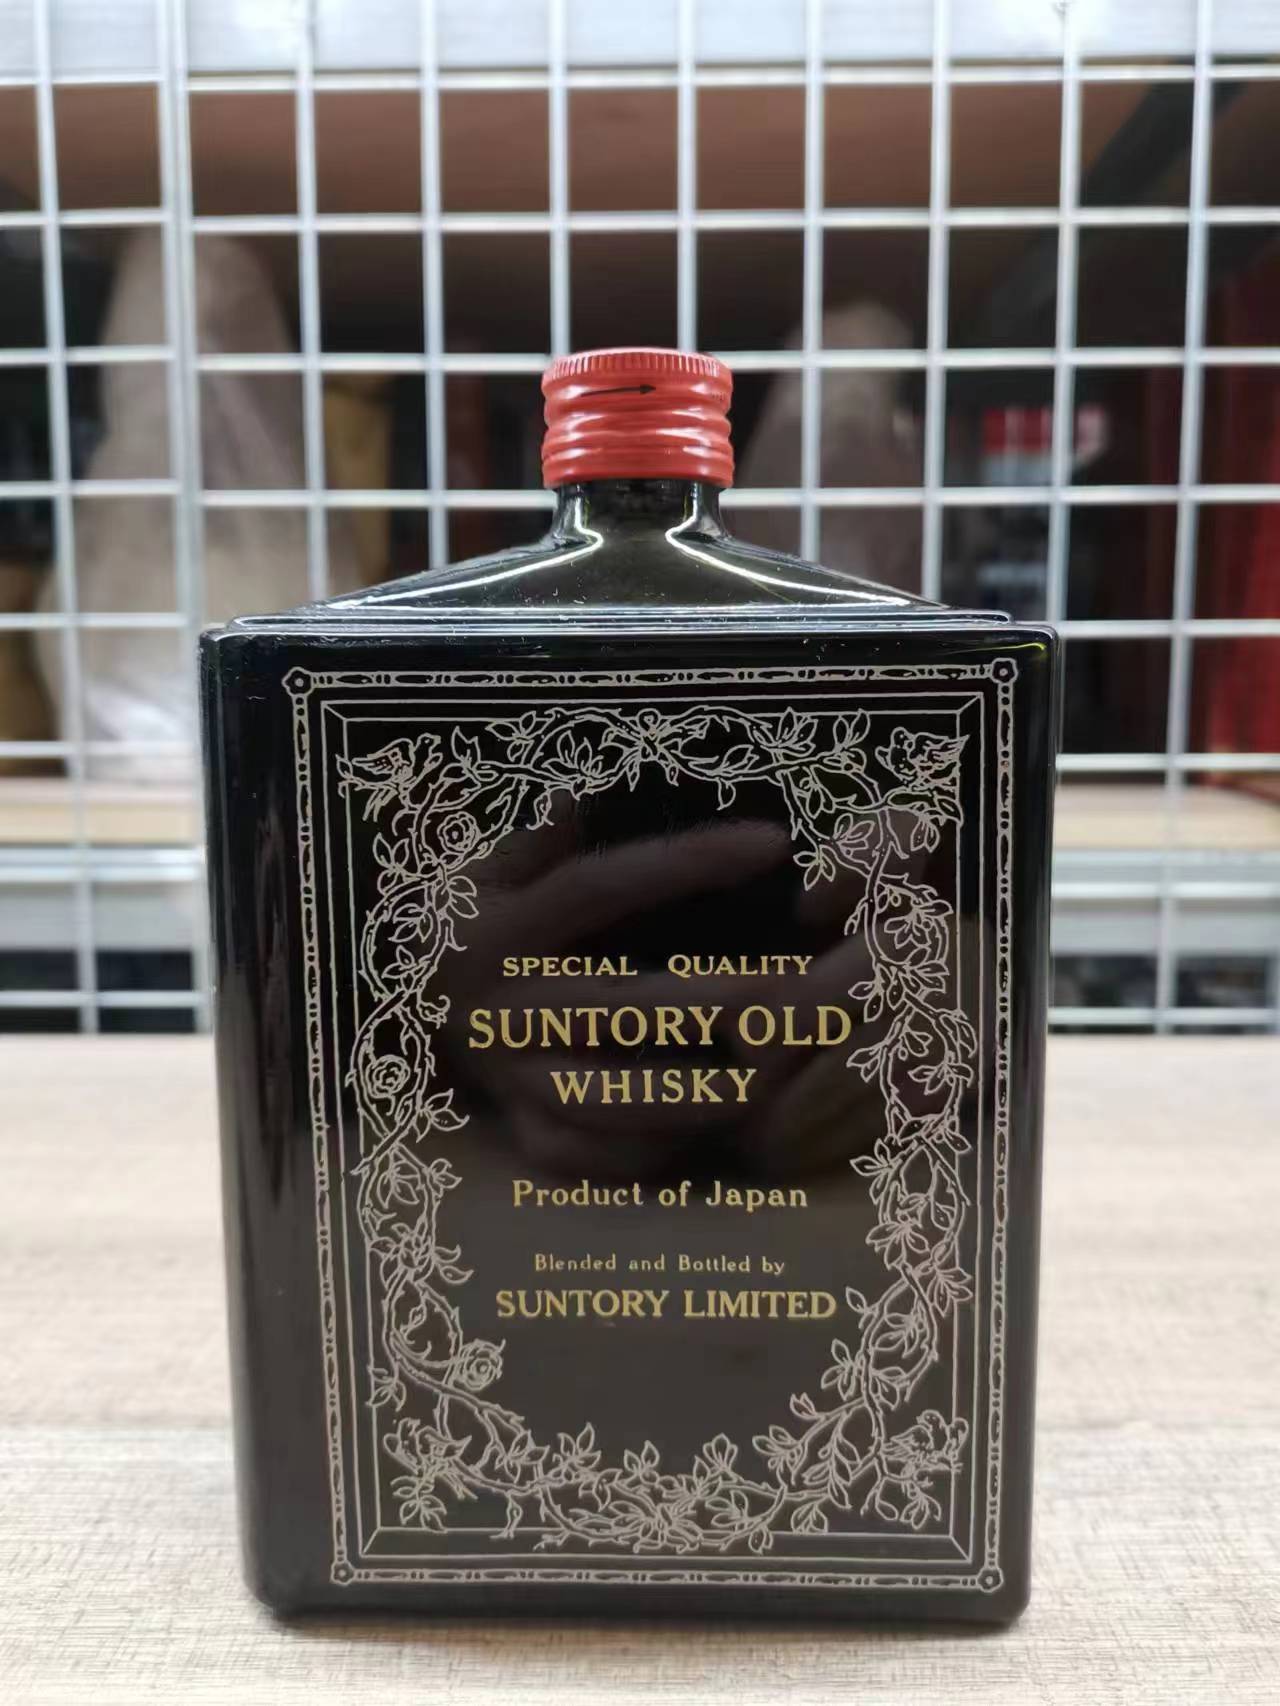 SPECIAL QUALITY
SUNTORY OLD
WHISKY
Product of Japan
Blended and Bottled by
SUNTORY LIMITED